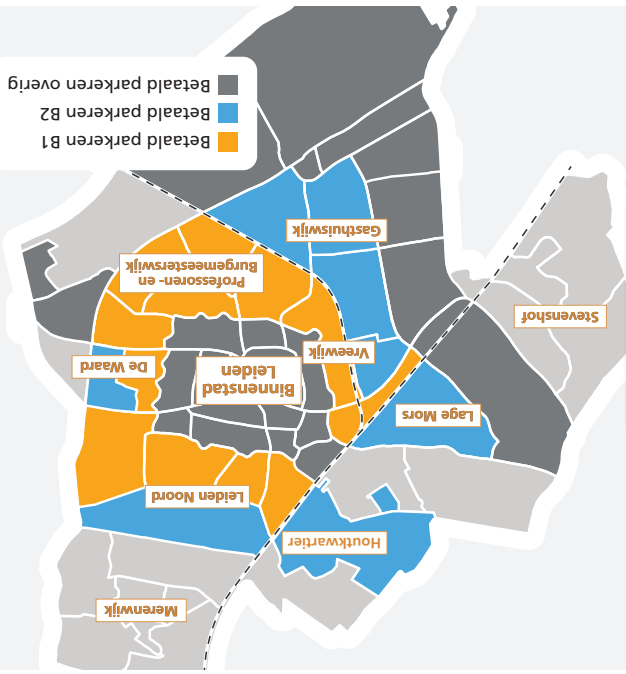 Merenwijk
Houtkwartier
Leiden Noord
Lage Mors
Binnenstad
Leiden
De Waard
Vreewijk
Stevenshof
Professoren- en
Burgemeesterswijk
Gasthuiswijk
Betaald parkeren B1
Betaald parkeren B2
Betaald parkeren overig